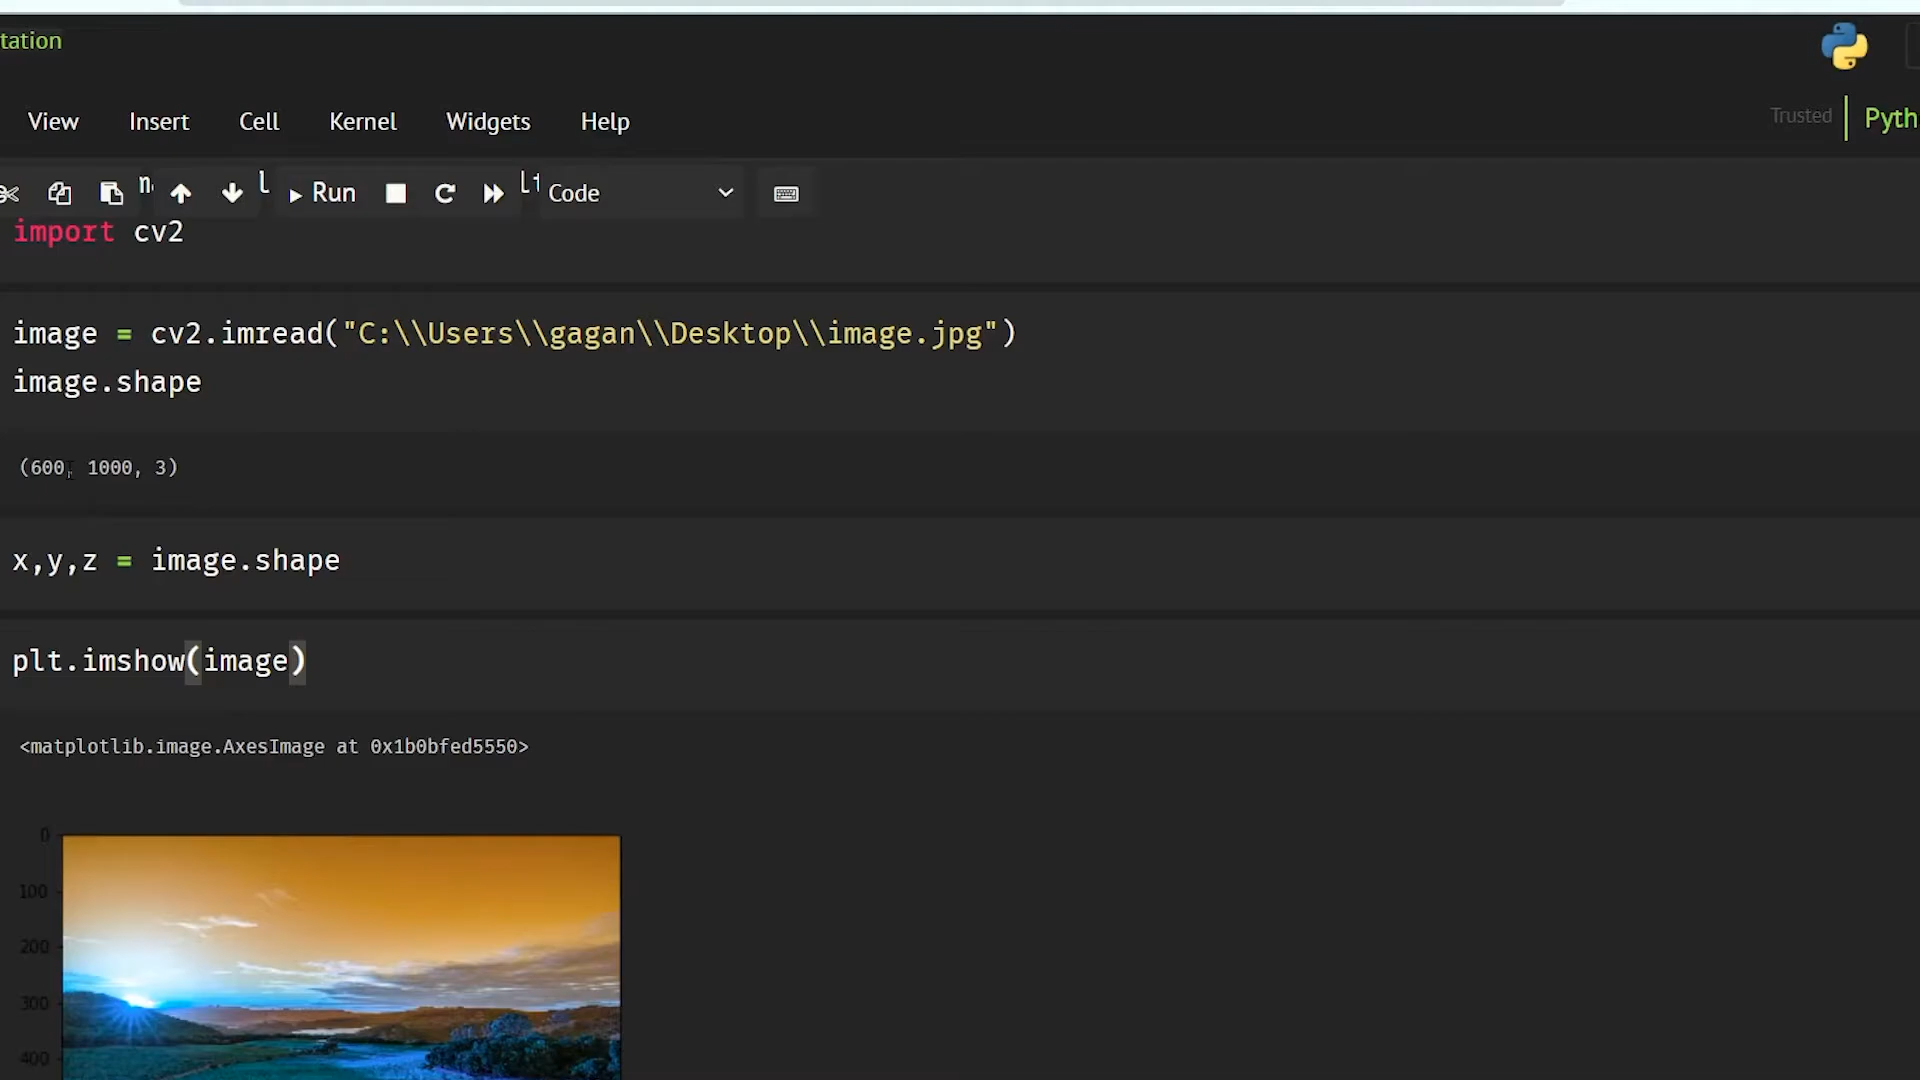 tation
View Insert Cell Kernel Widgets Help
Trusted Pyth
Run Code
import cv2
image = cv2.imread("C:\\Users\\gagan\\Desktop\\image.jpg")
image.shape
(600, 1000, 3)
x,y,z = image.shape
plt.imshow(image)
<matplotlib.image.AxesImage at 0x1b0bfed5550>
0
100
200
300
400